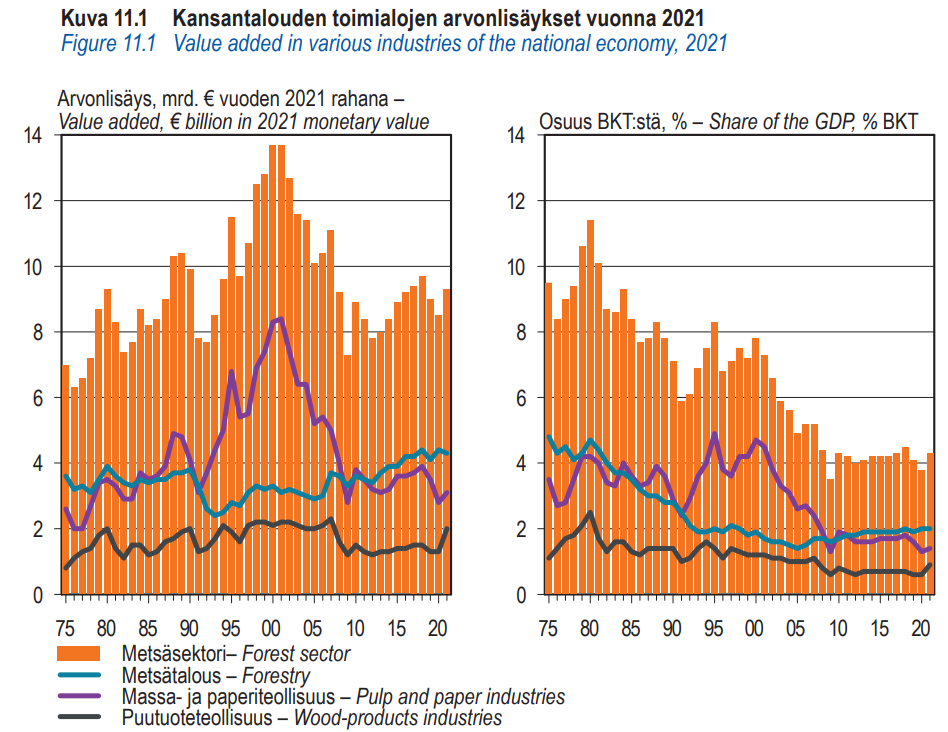 Kuva 11.1 Kansantalouden toimialojen arvonlisäykset vuonna 2021
Figure 11.1 Value added in various industries of the national economy, 2021
Arvonlisäys, mrd. € vuoden 2021 rahana –
Value added, € billion in 2021 monetary value
14
12
10
8
6
4
2
0
75 80 85 90 95 00 05 10 15 20
Osuus BKT:stä, % – Share of the GDP, % BKT
14
12
10
8
6
4
2
0
75 80 85 90 95 00 05 10 15 20
Metsäsektori– Forest sector
Metsätalous – Forestry
Massa- ja paperiteollisuus – Pulp and paper industries
Puutuoteteollisuus – Wood-products industries